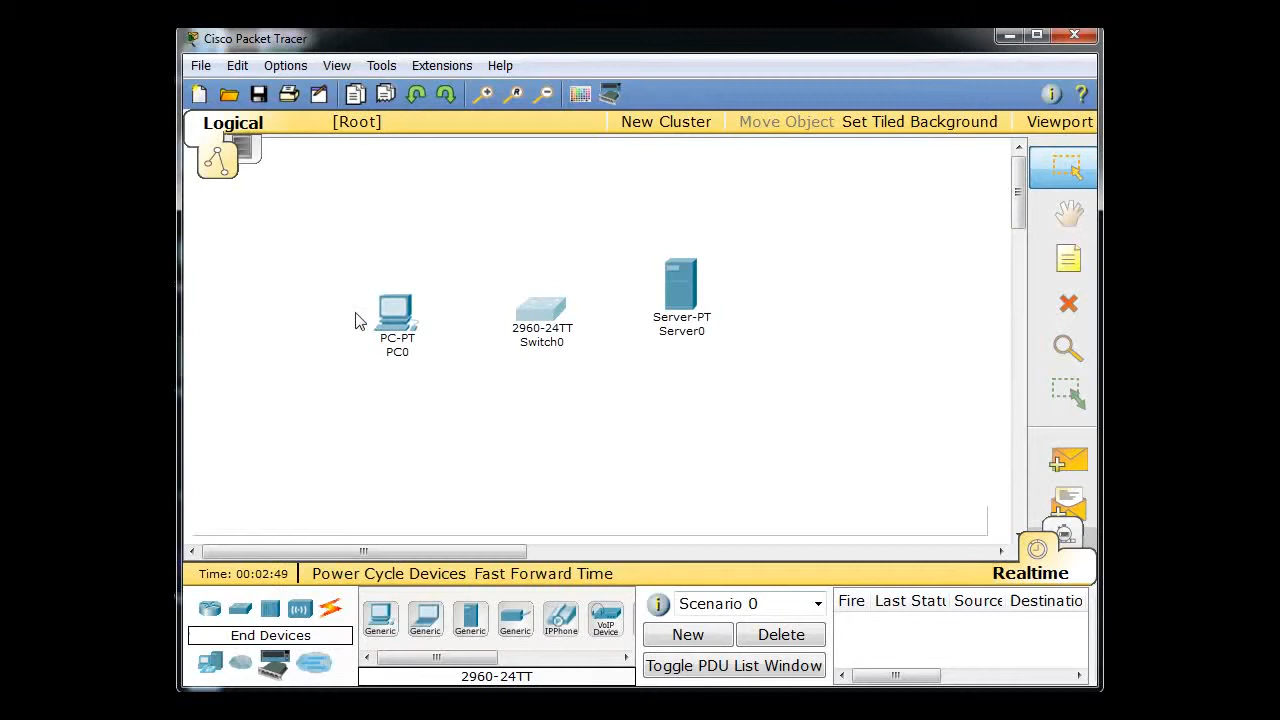 Cisco Packet Tracer
File Edit Options View Tools Extensions Help
Logical [Root] New Cluster Move Object Set Tiled Background Viewport
PC-PT
PC0
2960-24TT
Switch0
Server-PT
Server0
Time: 00:02:49 Power Cycle Devices Fast Forward Time Realtime
End Devices
Generic Generic Generic Generic IPPhone VoIP Device
2960-24TT
Scenario 0
New Delete
Toggle PDU List Window
Fire Last Statu Source Destinatio